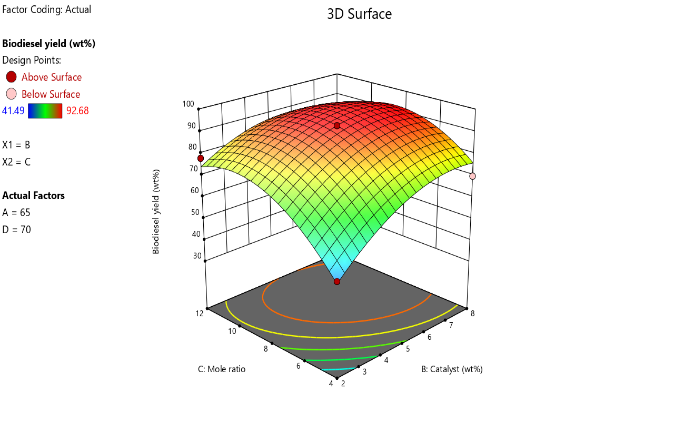 Factor Coding: Actual
3D Surface
Biodiesel yield (wt%)
Design Points:
Above Surface
Below Surface
41.49 92.68
X1 = B
X2 = C
Actual Factors
A = 65
D = 70
Biodiesel yield (wt%)
100
90
80
70
60
50
40
30
12
10
8
6
4
2
3
4
5
6
7
8
C: Mole ratio
B: Catalyst (wt%)